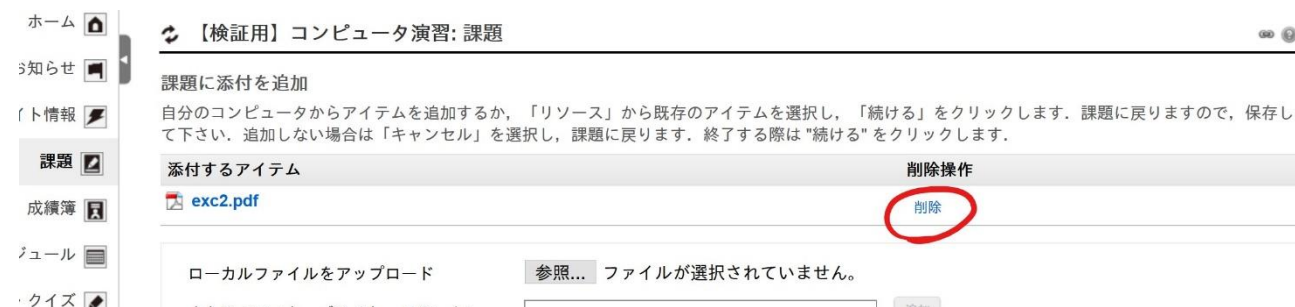 ホーム
【検証用】コンピュータ演習: 課題
お知らせ
課題に添付を追加
イト情報
自分のコンピュータからアイテムを追加するか，「リソース」から既存のアイテムを選択し，「続ける」をクリックします．課題に戻りますので，保存し
て下さい．追加しない場合は「キャンセル」を選択し，課題に戻ります．終了する際は "続ける" をクリックします．
課題
添付するアイテム 削除操作
exc2.pdf 削除
成績簿
ジュール
ローカルファイルをアップロード 参照... ファイルが選択されていません。
クイズ